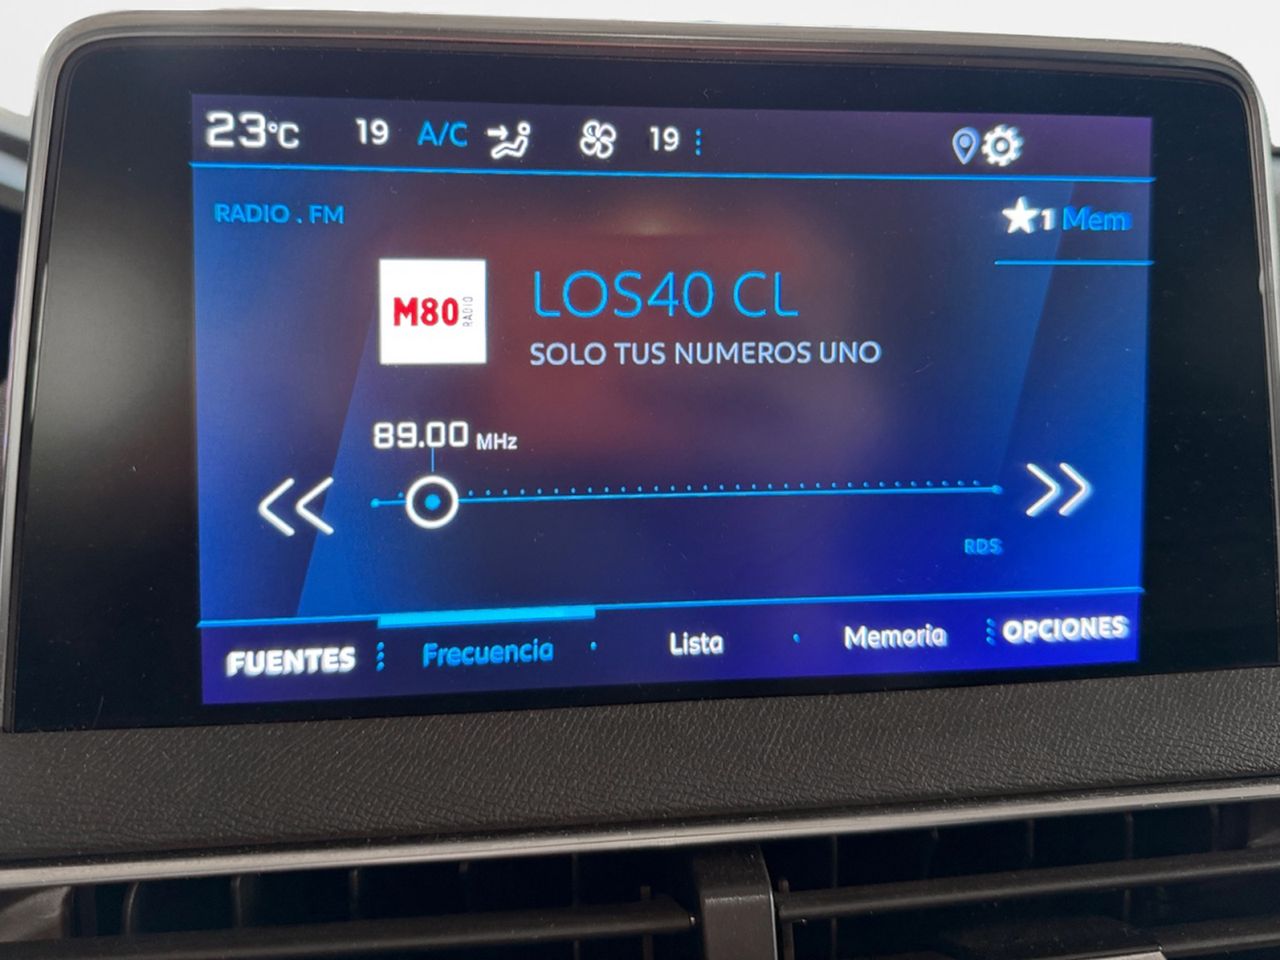 23°C 19 A/C 19
RADIO . FM
1 Mem
M80 RADIO
LOS40 CL
SOLO TUS NUMEROS UNO
89.00 MHz
RDS
FUENTES Frecuencia Lista Memoria OPCIONES